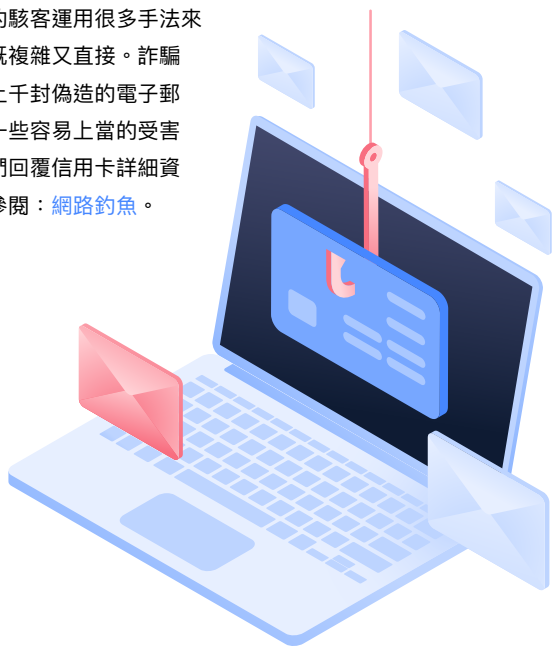 的駭客運用很多手法來
既複雜又直接。詐騙
上千封偽造的電子郵
一些容易上當的受害
們回覆信用卡詳細資
參閱：網路釣魚。